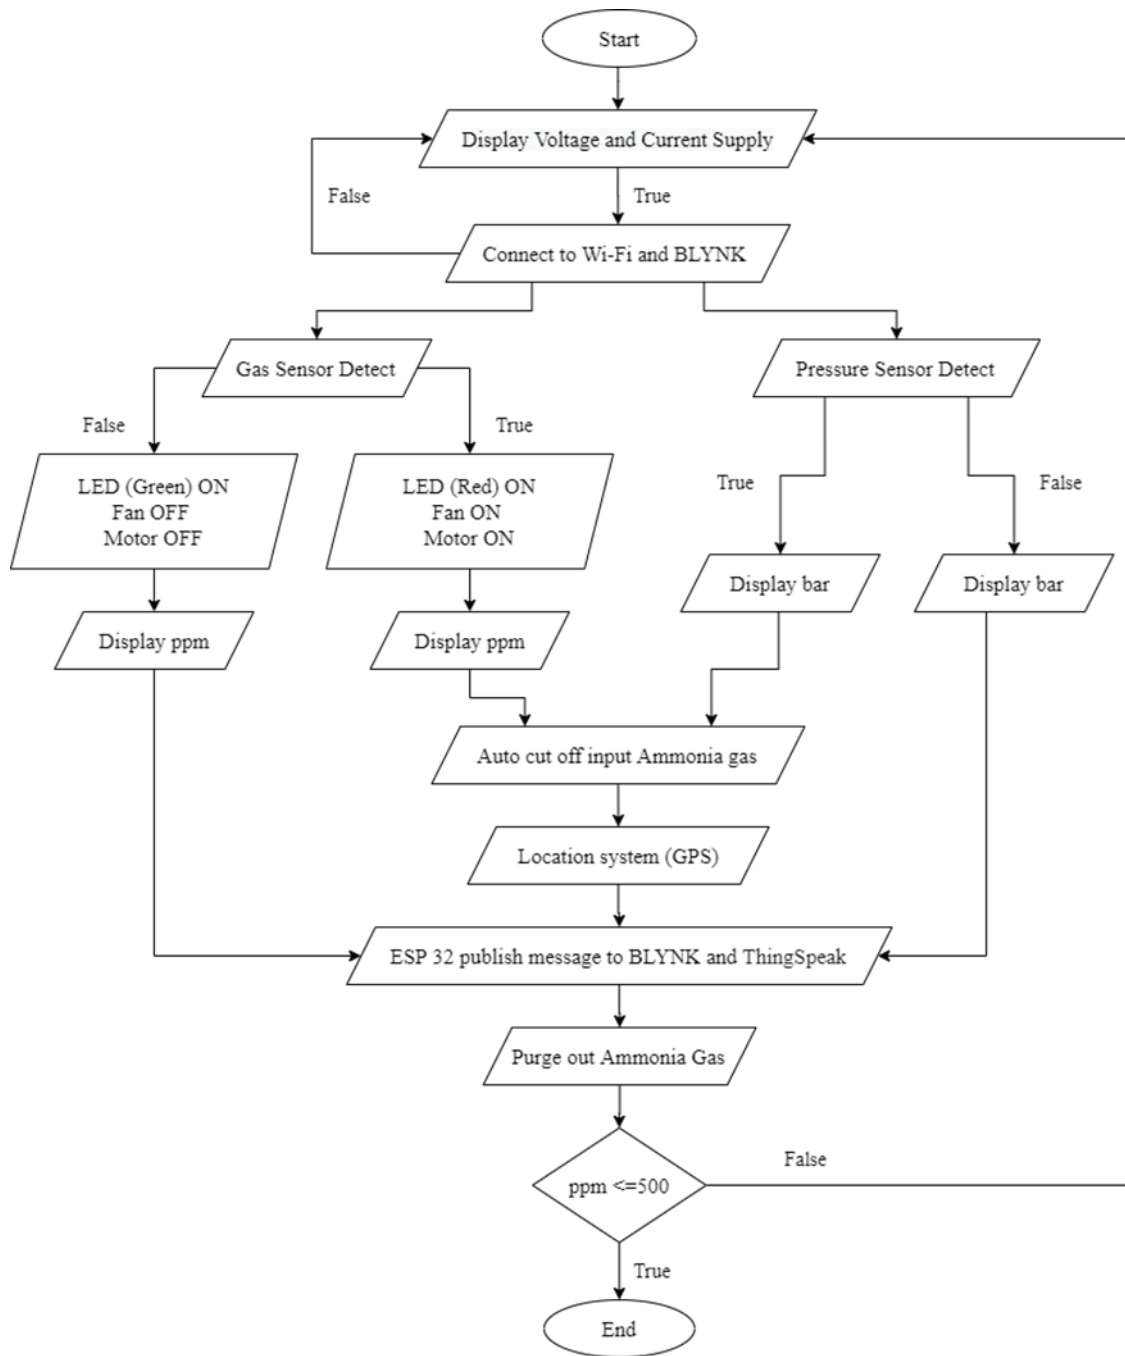 Start
Display Voltage and Current Supply
False
True
Connect to Wi-Fi and BLYNK
Gas Sensor Detect
Pressure Sensor Detect
False
True
LED (Green) ON
Fan OFF
Motor OFF
LED (Red) ON
Fan ON
Motor ON
True
False
Display bar
Display bar
Display ppm
Display ppm
Auto cut off input Ammonia gas
Location system (GPS)
ESP 32 publish message to BLYNK and ThingSpeak
Purge out Ammonia Gas
ppm <=500
False
True
End